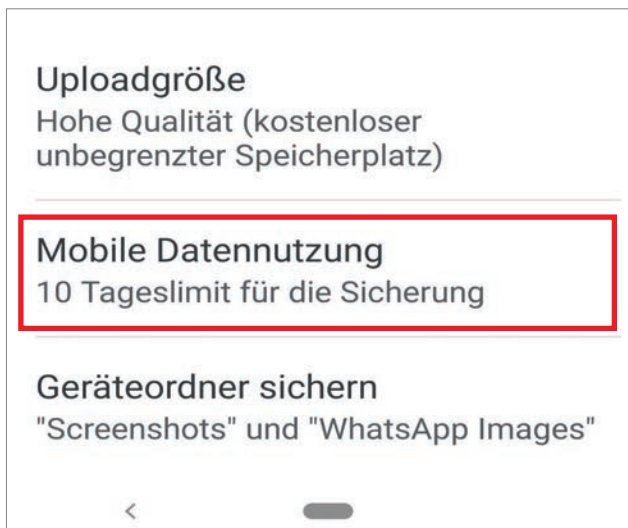 Uploadgröße
Hohe Qualität (kostenloser
unbegrenzter Speicherplatz)
Mobile Datennutzung
10 Tageslimit für die Sicherung
Geräteordner sichern
"Screenshots" und "WhatsApp Images"